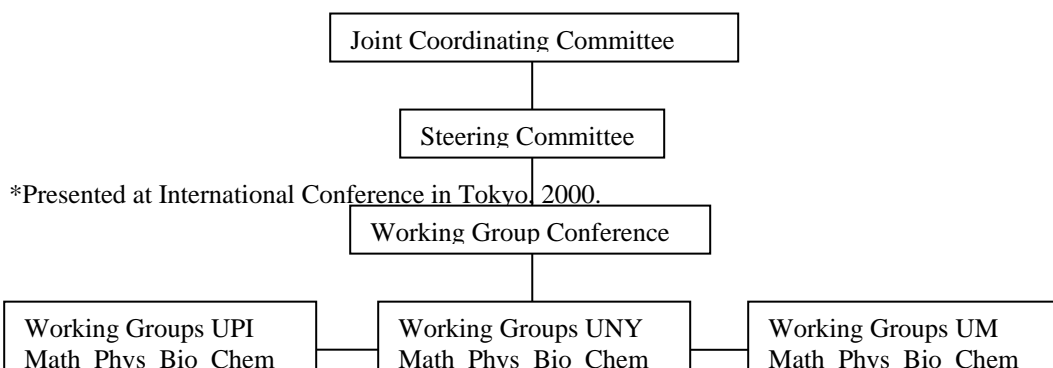 Joint Coordinating Committee
Steering Committee
*Presented at International Conference in Tokyo, 2000.
Working Group Conference
Working Groups UPI
Math Phys Bio Chem
Working Groups UNY
Math Phys Bio Chem
Working Groups UM
Math Phys Bio Chem